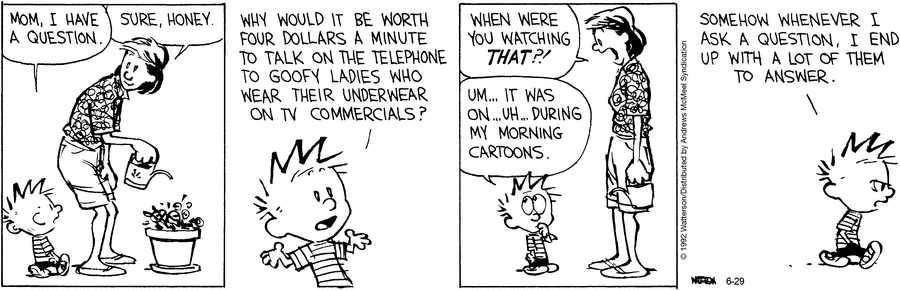 MOM, I HAVE
A QUESTION.
SURE, HONEY.
WHY WOULD IT BE WORTH
FOUR DOLLARS A MINUTE
TO TALK ON THE TELEPHONE
TO GOOFY LADIES WHO
WEAR THEIR UNDERWEAR
ON TV COMMERCIALS?
WHEN WERE
YOU WATCHING
THAT?!
UM... IT WAS
ON...UH... DURING
MY MORNING
CARTOONS.
© 1992 Watterson/Distributed by Andrews McMeel Syndication
SOMEHOW WHENEVER I
ASK A QUESTION, I END
UP WITH A LOT OF THEM
TO ANSWER.
WATTERSON 6-29